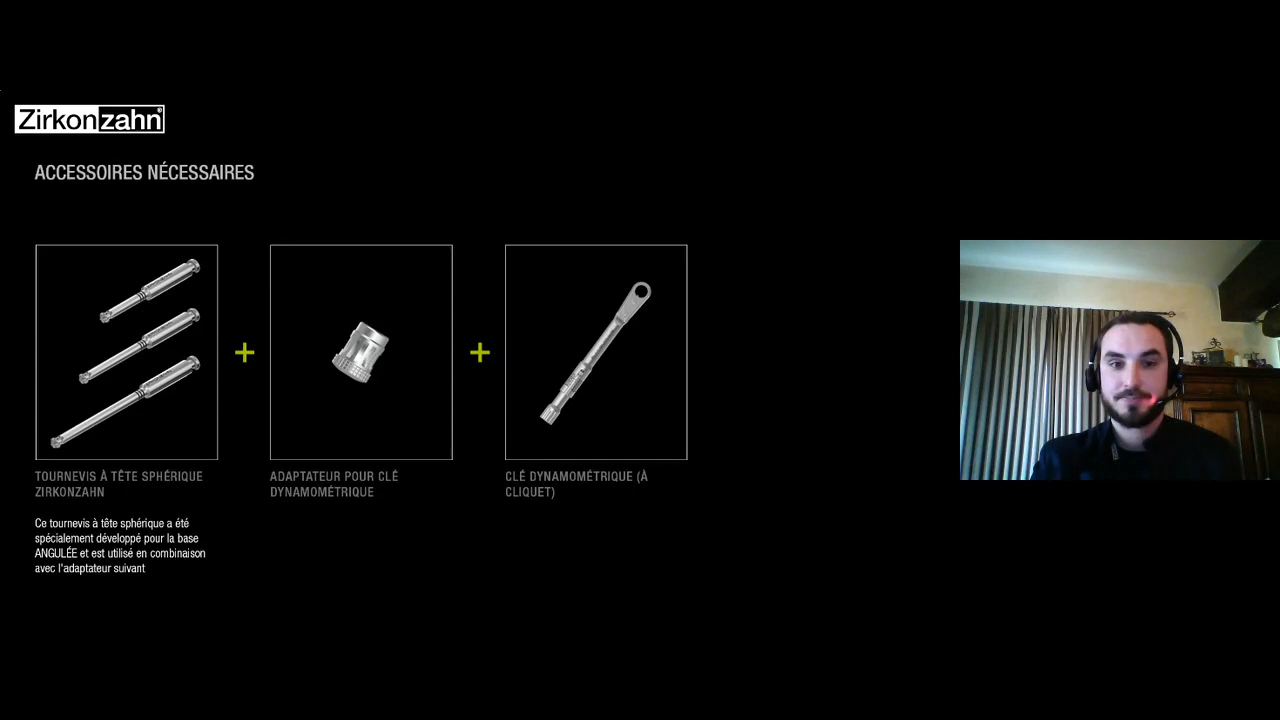 Zirkonzahn®
ACCESSOIRES NÉCESSAIRES
+
+
TOURNEVIS À TÊTE SPHÉRIQUE
ZIRKONZAHN
ADAPTATEUR POUR CLÉ
DYNAMOMÉTRIQUE
CLÉ DYNAMOMÉTRIQUE (À
CLIQUET)
Ce tournevis à tête sphérique a été
spécialement développé pour la base
ANGULÉE et est utilisé en combinaison
avec l'adaptateur suivant